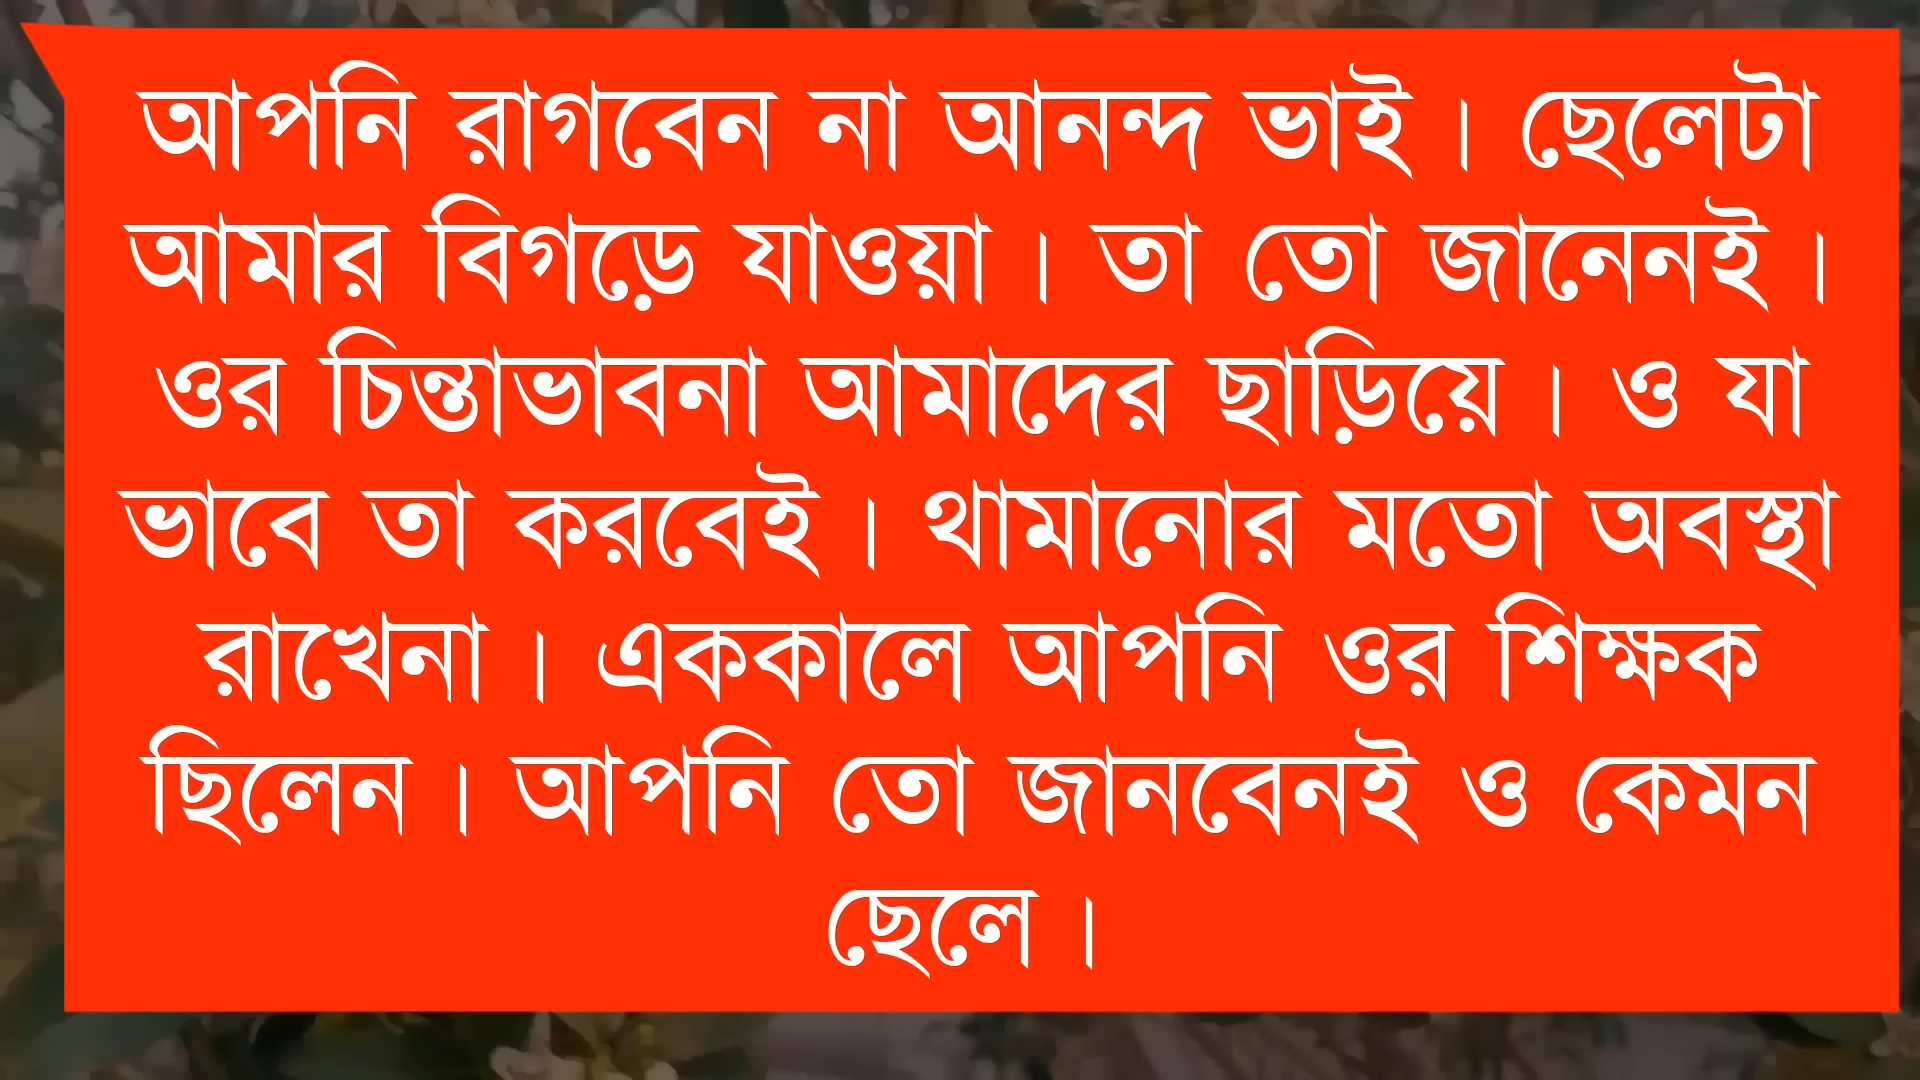 আপনি রাগবেন না আনন্দ ভাই । ছেলেটা
আমার বিগড়ে যাওয়া । তা তো জানেনই ।
ওর চিন্তাভাবনা আমাদের ছাড়িয়ে । ও যা
ভাবে তা করবেই । থামানোর মতো অবস্থা
রাখেনা । এককালে আপনি ওর শিক্ষক
ছিলেন । আপনি তো জানবেনই ও কেমন
ছেলে ।